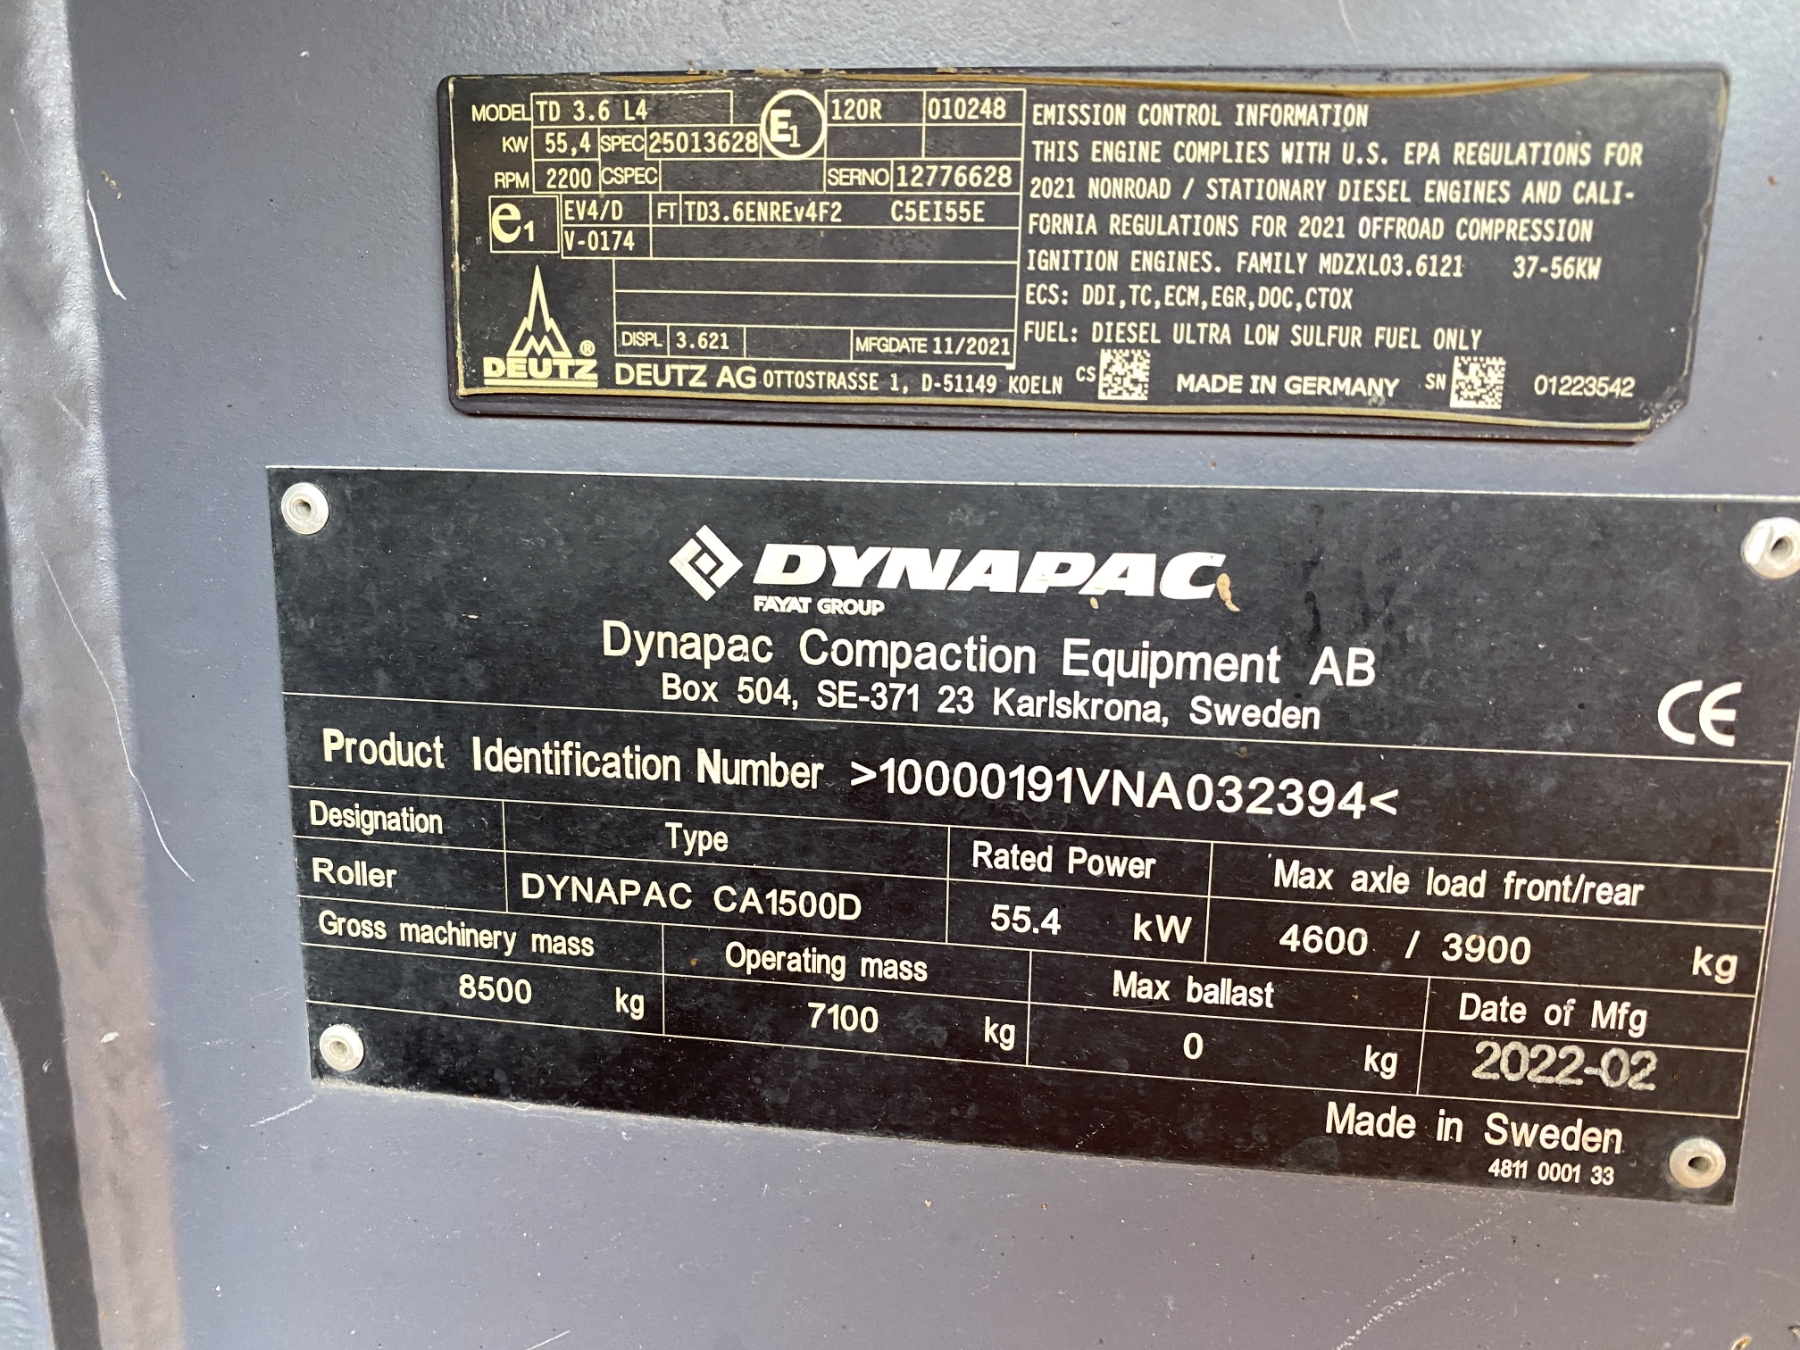 MODEL TD 3.6 L4 E1 120R 010248
KW 55,4 SPEC 25013628
RPM 2200 CSPEC SERNO 12776628
e1 EV4/D FT TD3.6ENREv4F2 C5EI55E
V-0174
DISPL 3.621 MFGDATE 11/2021
DEUTZ ®
DEUTZ AG OTTOSTRASSE 1, D-51149 KOELN CS MADE IN GERMANY SN 01223542
EMISSION CONTROL INFORMATION
THIS ENGINE COMPLIES WITH U.S. EPA REGULATIONS FOR
2021 NONROAD / STATIONARY DIESEL ENGINES AND CALI-
FORNIA REGULATIONS FOR 2021 OFFROAD COMPRESSION
IGNITION ENGINES. FAMILY MDZXL03.6121 37-56KW
ECS: DDI,TC,ECM,EGR,DOC,CTOX
FUEL: DIESEL ULTRA LOW SULFUR FUEL ONLY
DYNAPAC
FAYAT GROUP
Dynapac Compaction Equipment AB
Box 504, SE-371 23 Karlskrona, Sweden
CE
Product Identification Number >10000191VNA032394<
Designation Type Rated Power Max axle load front/rear
Roller DYNAPAC CA1500D 55.4 kW 4600 / 3900 kg
Gross machinery mass Operating mass Max ballast Date of Mfg
8500 kg 7100 kg 0 kg 2022-02
Made in Sweden
4811 0001 33